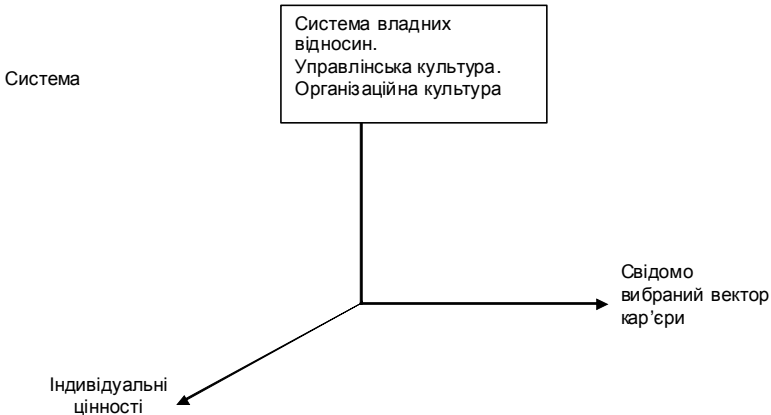 Система владних
відносин.
Управлінська культура.
Організаційна культура
Система
Свідомо
вибраний вектор
кар’єри
Індивідуальні
цінності